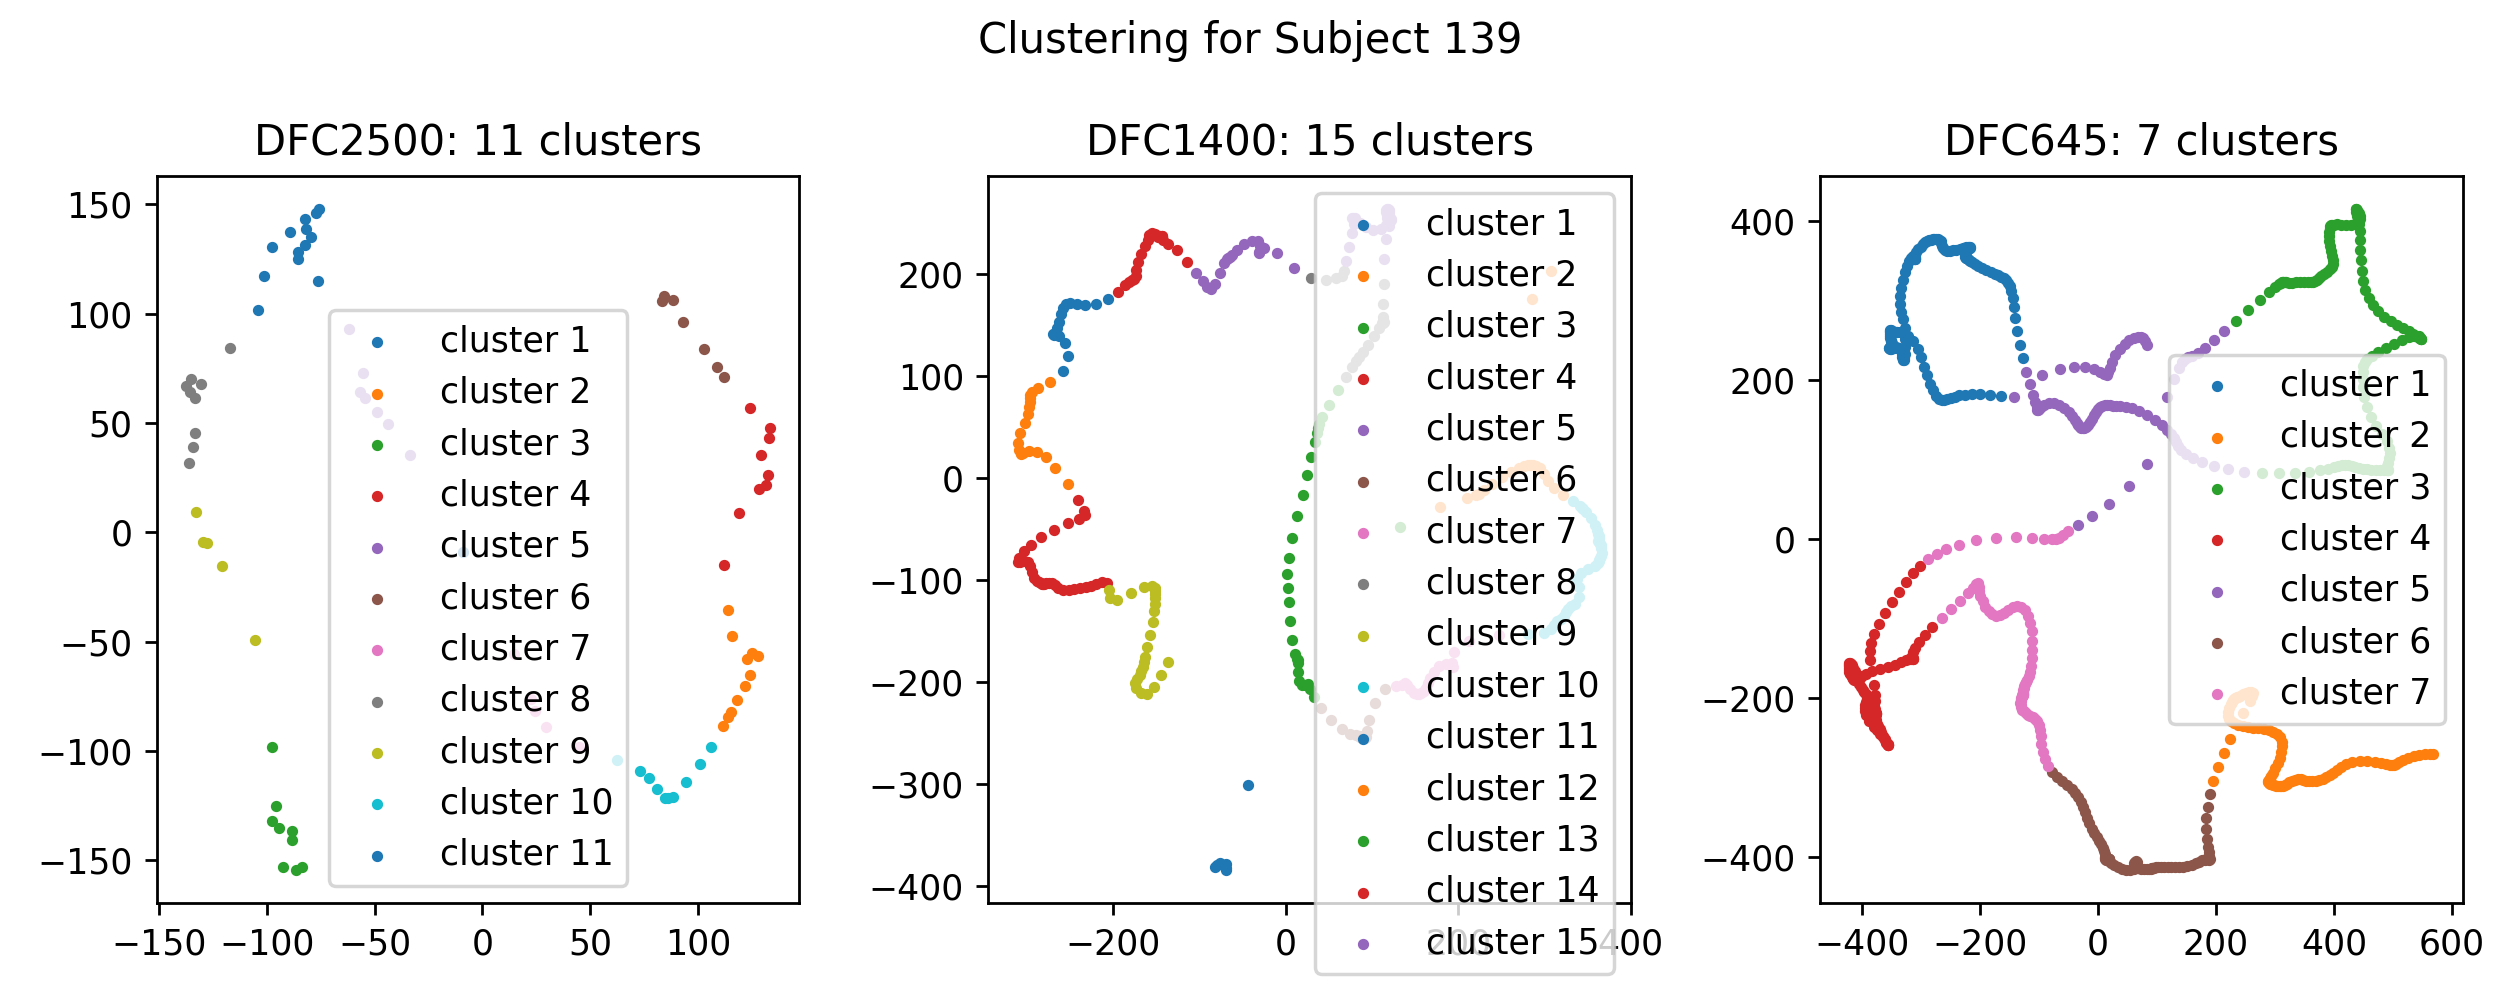 Clustering for Subject 139
DFC2500: 11 clusters
150
100
50
0
−50
−100
−150
−150
−100
−50
0
50
100
cluster 1
cluster 2
cluster 3
cluster 4
cluster 5
cluster 6
cluster 7
cluster 8
cluster 9
cluster 10
cluster 11
DFC1400: 15 clusters
200
100
0
−100
−200
−300
−400
−200
0
200
400
cluster 1
cluster 2
cluster 3
cluster 4
cluster 5
cluster 6
cluster 7
cluster 8
cluster 9
cluster 10
cluster 11
cluster 12
cluster 13
cluster 14
cluster 15
DFC645: 7 clusters
400
200
0
−200
−400
−400
−200
0
200
400
600
cluster 1
cluster 2
cluster 3
cluster 4
cluster 5
cluster 6
cluster 7